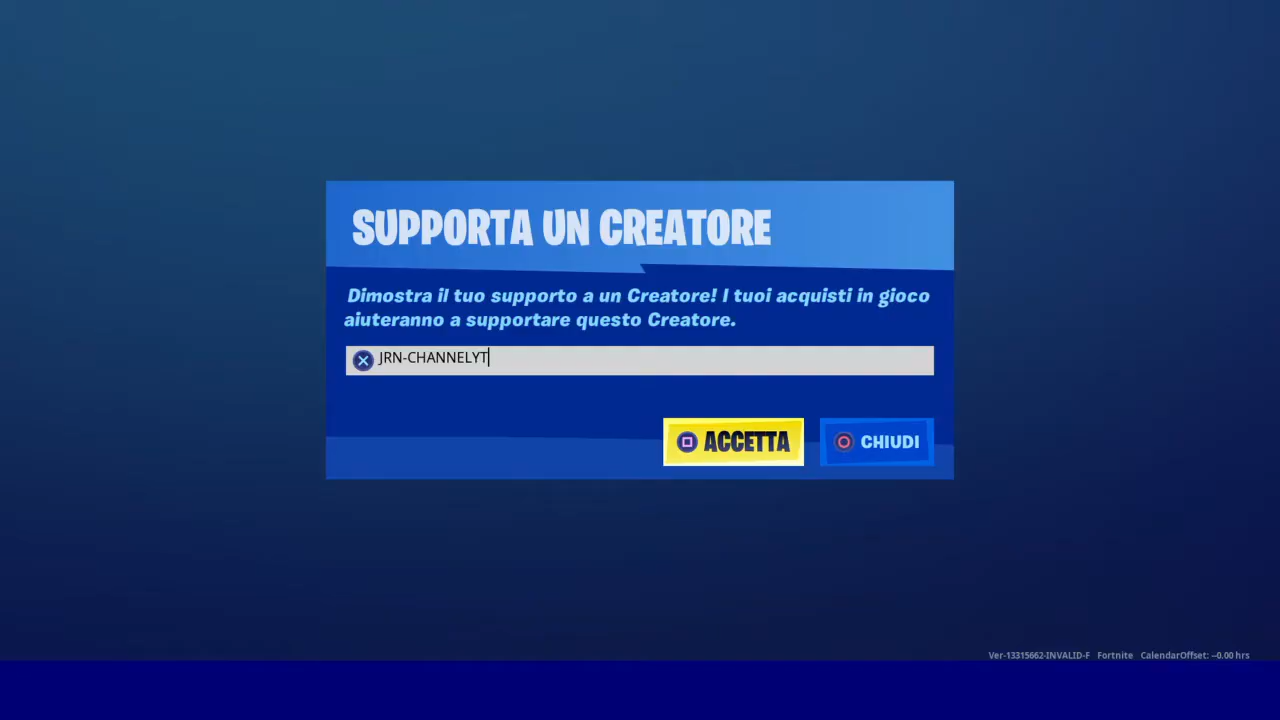 SUPPORTA UN CREATORE
Dimostra il tuo supporto a un Creatore! I tuoi acquisti in gioco
aiuteranno a supportare questo Creatore.
JRN-CHANNELYT
ACCETTA
CHIUDI
Ver-13315662-INVALID-F Fortnite CalendarOffset: --0.00 hrs